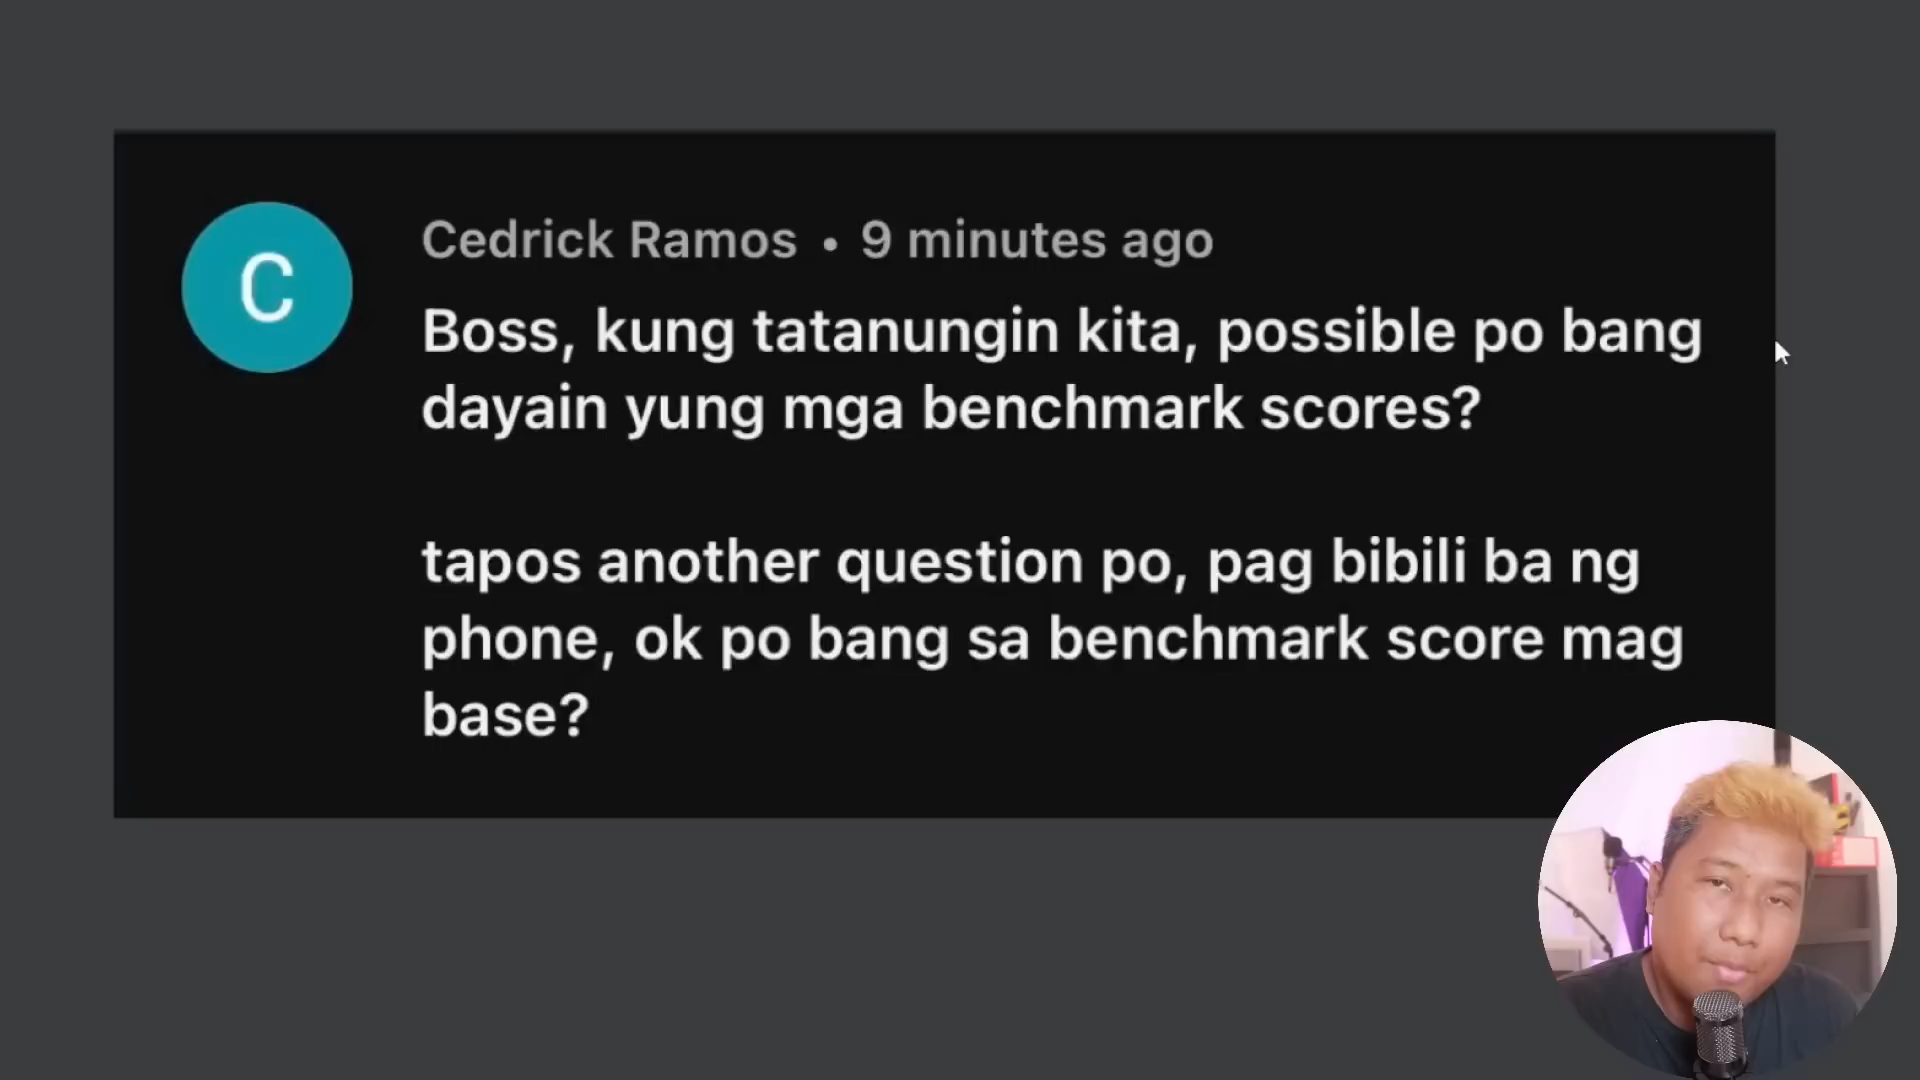 C
Cedrick Ramos • 9 minutes ago
Boss, kung tatanungin kita, possible po bang
dayain yung mga benchmark scores?
tapos another question po, pag bibili ba ng
phone, ok po bang sa benchmark score mag
base?